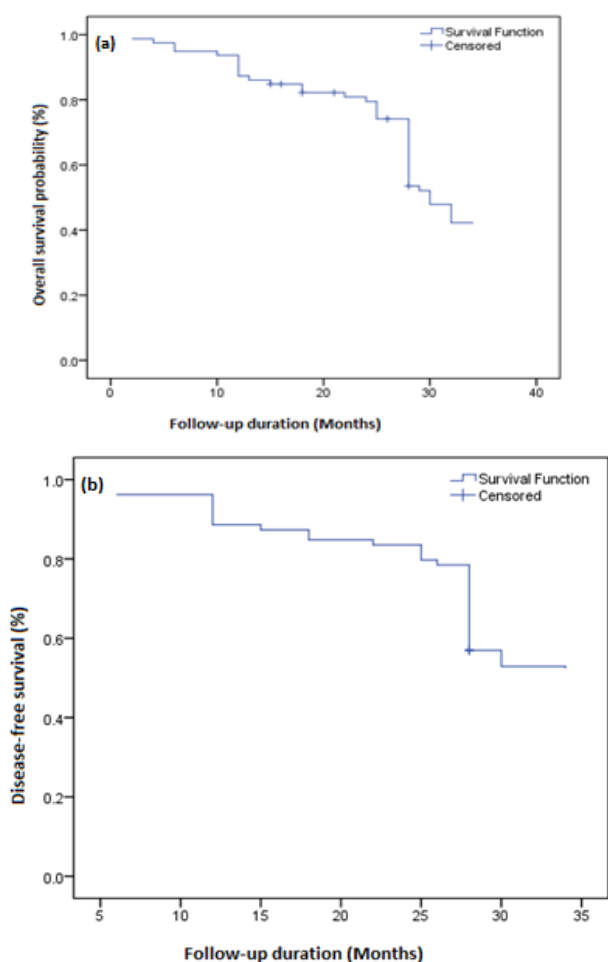 (a)
Survival Function
Censored
Overall survival probability (%)
1.0
0.8
0.6
0.4
0.2
0.0
0 10 20 30 40
Follow-up duration (Months)
(b)
Survival Function
Censored
Disease-free survival (%)
1.0
0.8
0.6
0.4
0.2
0.0
5 10 15 20 25 30 35
Follow-up duration (Months)